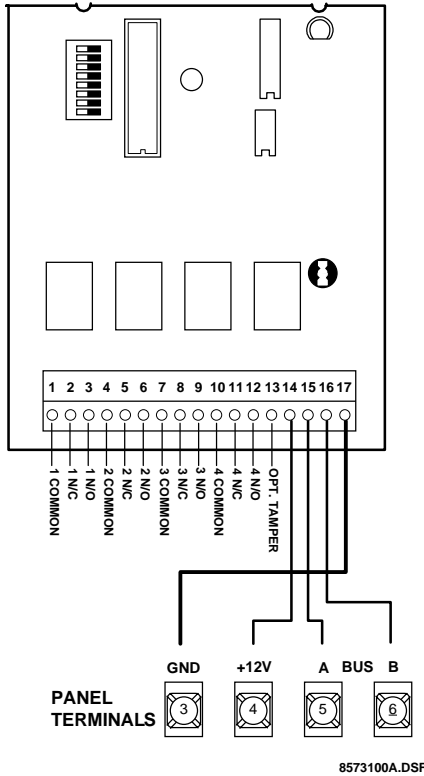 1 2 3 4 5 6 7 8 9 10 11 12 13 14 15 16 17
1 COMMON
1 N/C
1 N/O
2 COMMON
2 N/C
2 N/O
3 COMMON
3 N/C
3 N/O
4 COMMON
4 N/C
4 N/O
OPT. TAMPER
GND +12V A BUS B
PANEL
TERMINALS
3 4 5 6
8573100A.DSF